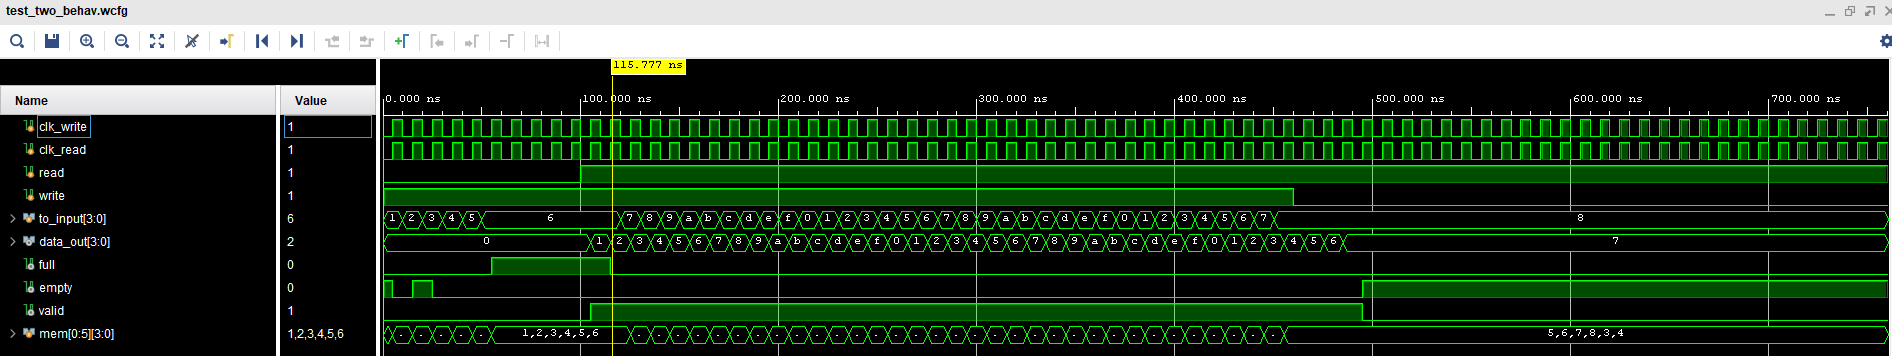 test_two_behav.wcfg
115.777 ns
Name Value
0.000 ns 100.000 ns 200.000 ns 300.000 ns 400.000 ns 500.000 ns 600.000 ns 700.000 ns
clk_write 1
clk_read 1
read 1
write 1
to_input[3:0] 6 1 2 3 4 5 6 7 8 9 a b c d e f 0 1 2 3 4 5 6 7 8 9 a b c d e f 0 1 2 3 4 5 6 7 8
data_out[3:0] 2 0 1 2 3 4 5 6 7 8 9 a b c d e f 0 1 2 3 4 5 6 7 8 9 a b c d e f 0 1 2 3 4 5 6 7
full 0
empty 0
valid 1
mem[0:5][3:0] 1,2,3,4,5,6 . . . . . 1,2,3,4,5,6 . . . . . . . . . . . . . . . . . . . . . . . . . . . . . . . . . 5,6,7,8,3,4